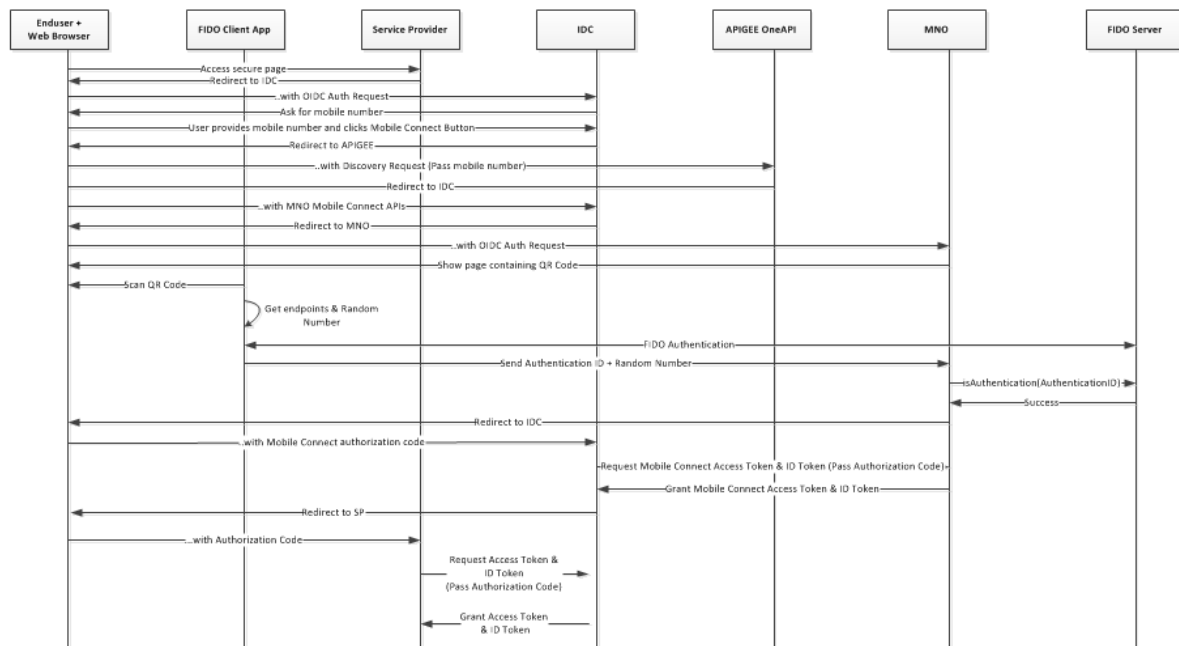 Enduser +
Web Browser
FIDO Client App
Service Provider
IDC
APIGEE OneAPI
MNO
FIDO Server
Access secure page
Redirect to IDC
...with OIDC Auth Request
Ask for mobile number
User provides mobile number and clicks Mobile Connect Button
Redirect to APIGEE
...with Discovery Request (Pass mobile number)
Redirect to IDC
...with MNO Mobile Connect APIs
Redirect to MNO
...with OIDC Auth Request
Show page containing QR Code
Scan QR Code
Get endpoints & Random
Number
FIDO Authentication
Send Authentication ID + Random Number
isAuthentication(AuthenticationID)
Success
Redirect to IDC
...with Mobile Connect authorization code
Request Mobile Connect Access Token & ID Token (Pass Authorization Code)
Grant Mobile Connect Access Token & ID Token
Redirect to SP
...with Authorization Code
Request Access Token &
ID Token
(Pass Authorization Code)
Grant Access Token
& ID Token